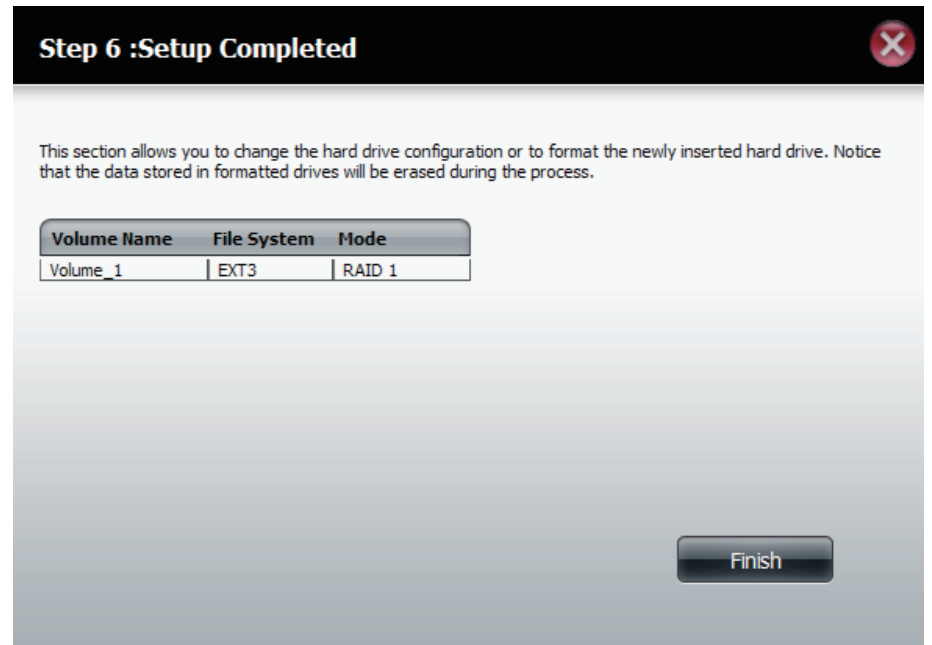 Step 6 :Setup Completed
This section allows you to change the hard drive configuration or to format the newly inserted hard drive. Notice
that the data stored in formatted drives will be erased during the process.
Volume Name File System Mode
Volume_1 EXT3 RAID 1
Finish